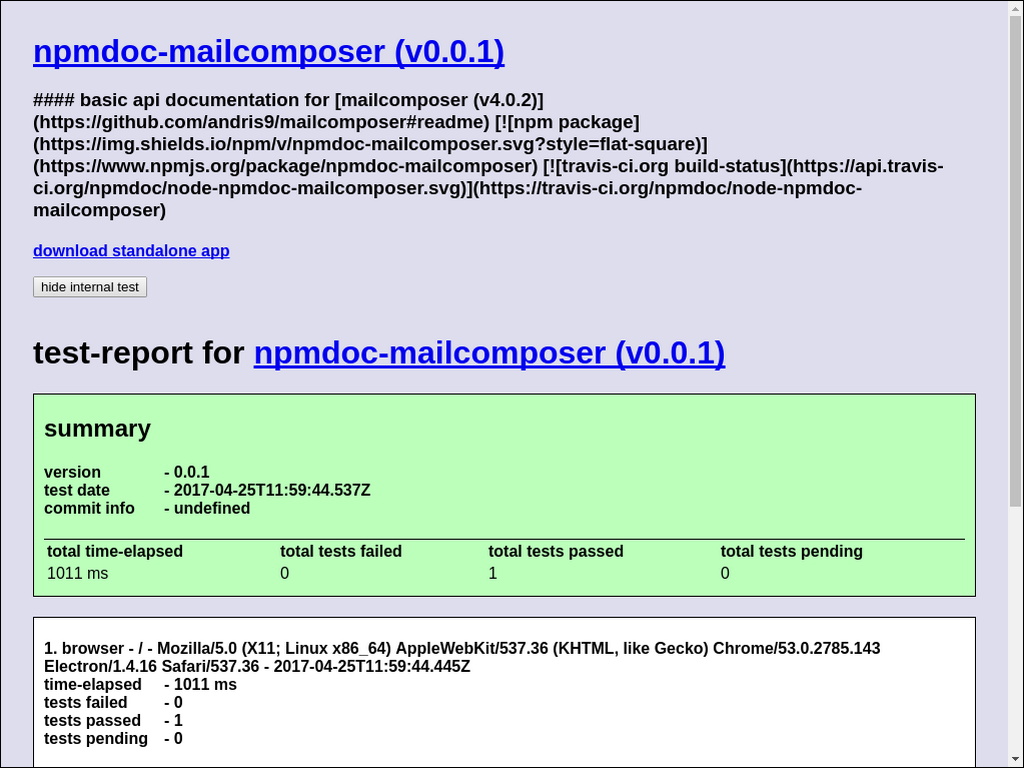 npmdoc-mailcomposer (v0.0.1)
#### basic api documentation for [mailcomposer (v4.0.2)]
(https://github.com/andris9/mailcomposer#readme) [![npm package]
(https://img.shields.io/npm/v/npmdoc-mailcomposer.svg?style=flat-square)]
(https://www.npmjs.org/package/npmdoc-mailcomposer) [![travis-ci.org build-status](https://api.travis-
ci.org/npmdoc/node-npmdoc-mailcomposer.svg)](https://travis-ci.org/npmdoc/node-npmdoc-
mailcomposer)
download standalone app
hide internal test
test-report for npmdoc-mailcomposer (v0.0.1)
summary
version - 0.0.1
test date - 2017-04-25T11:59:44.537Z
commit info - undefined
total time-elapsed total tests failed total tests passed total tests pending
1011 ms 0 1 0
1. browser - / - Mozilla/5.0 (X11; Linux x86_64) AppleWebKit/537.36 (KHTML, like Gecko) Chrome/53.0.2785.143
Electron/1.4.16 Safari/537.36 - 2017-04-25T11:59:44.445Z
time-elapsed - 1011 ms
tests failed - 0
tests passed - 1
tests pending - 0